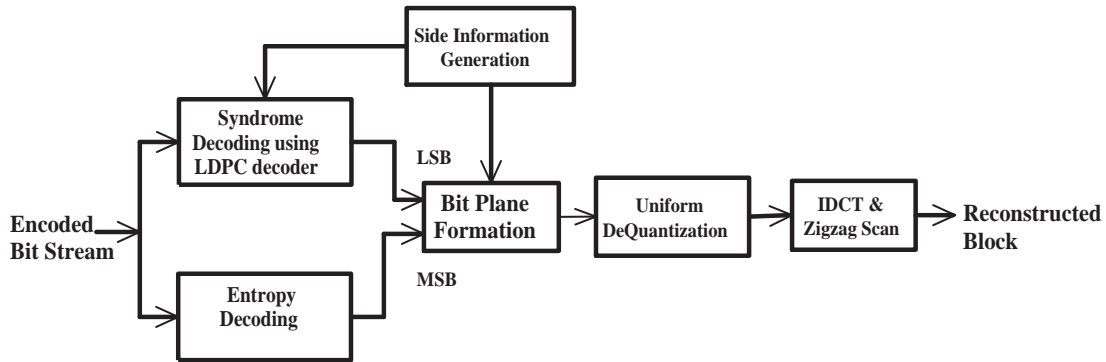 Side Information
Generation
Syndrome
Decoding using
LDPC decoder
LSB
Encoded
Bit Stream
Bit Plane
Formation
Uniform
DeQuantization
IDCT &
Zigzag Scan
Reconstructed
Block
MSB
Entropy
Decoding